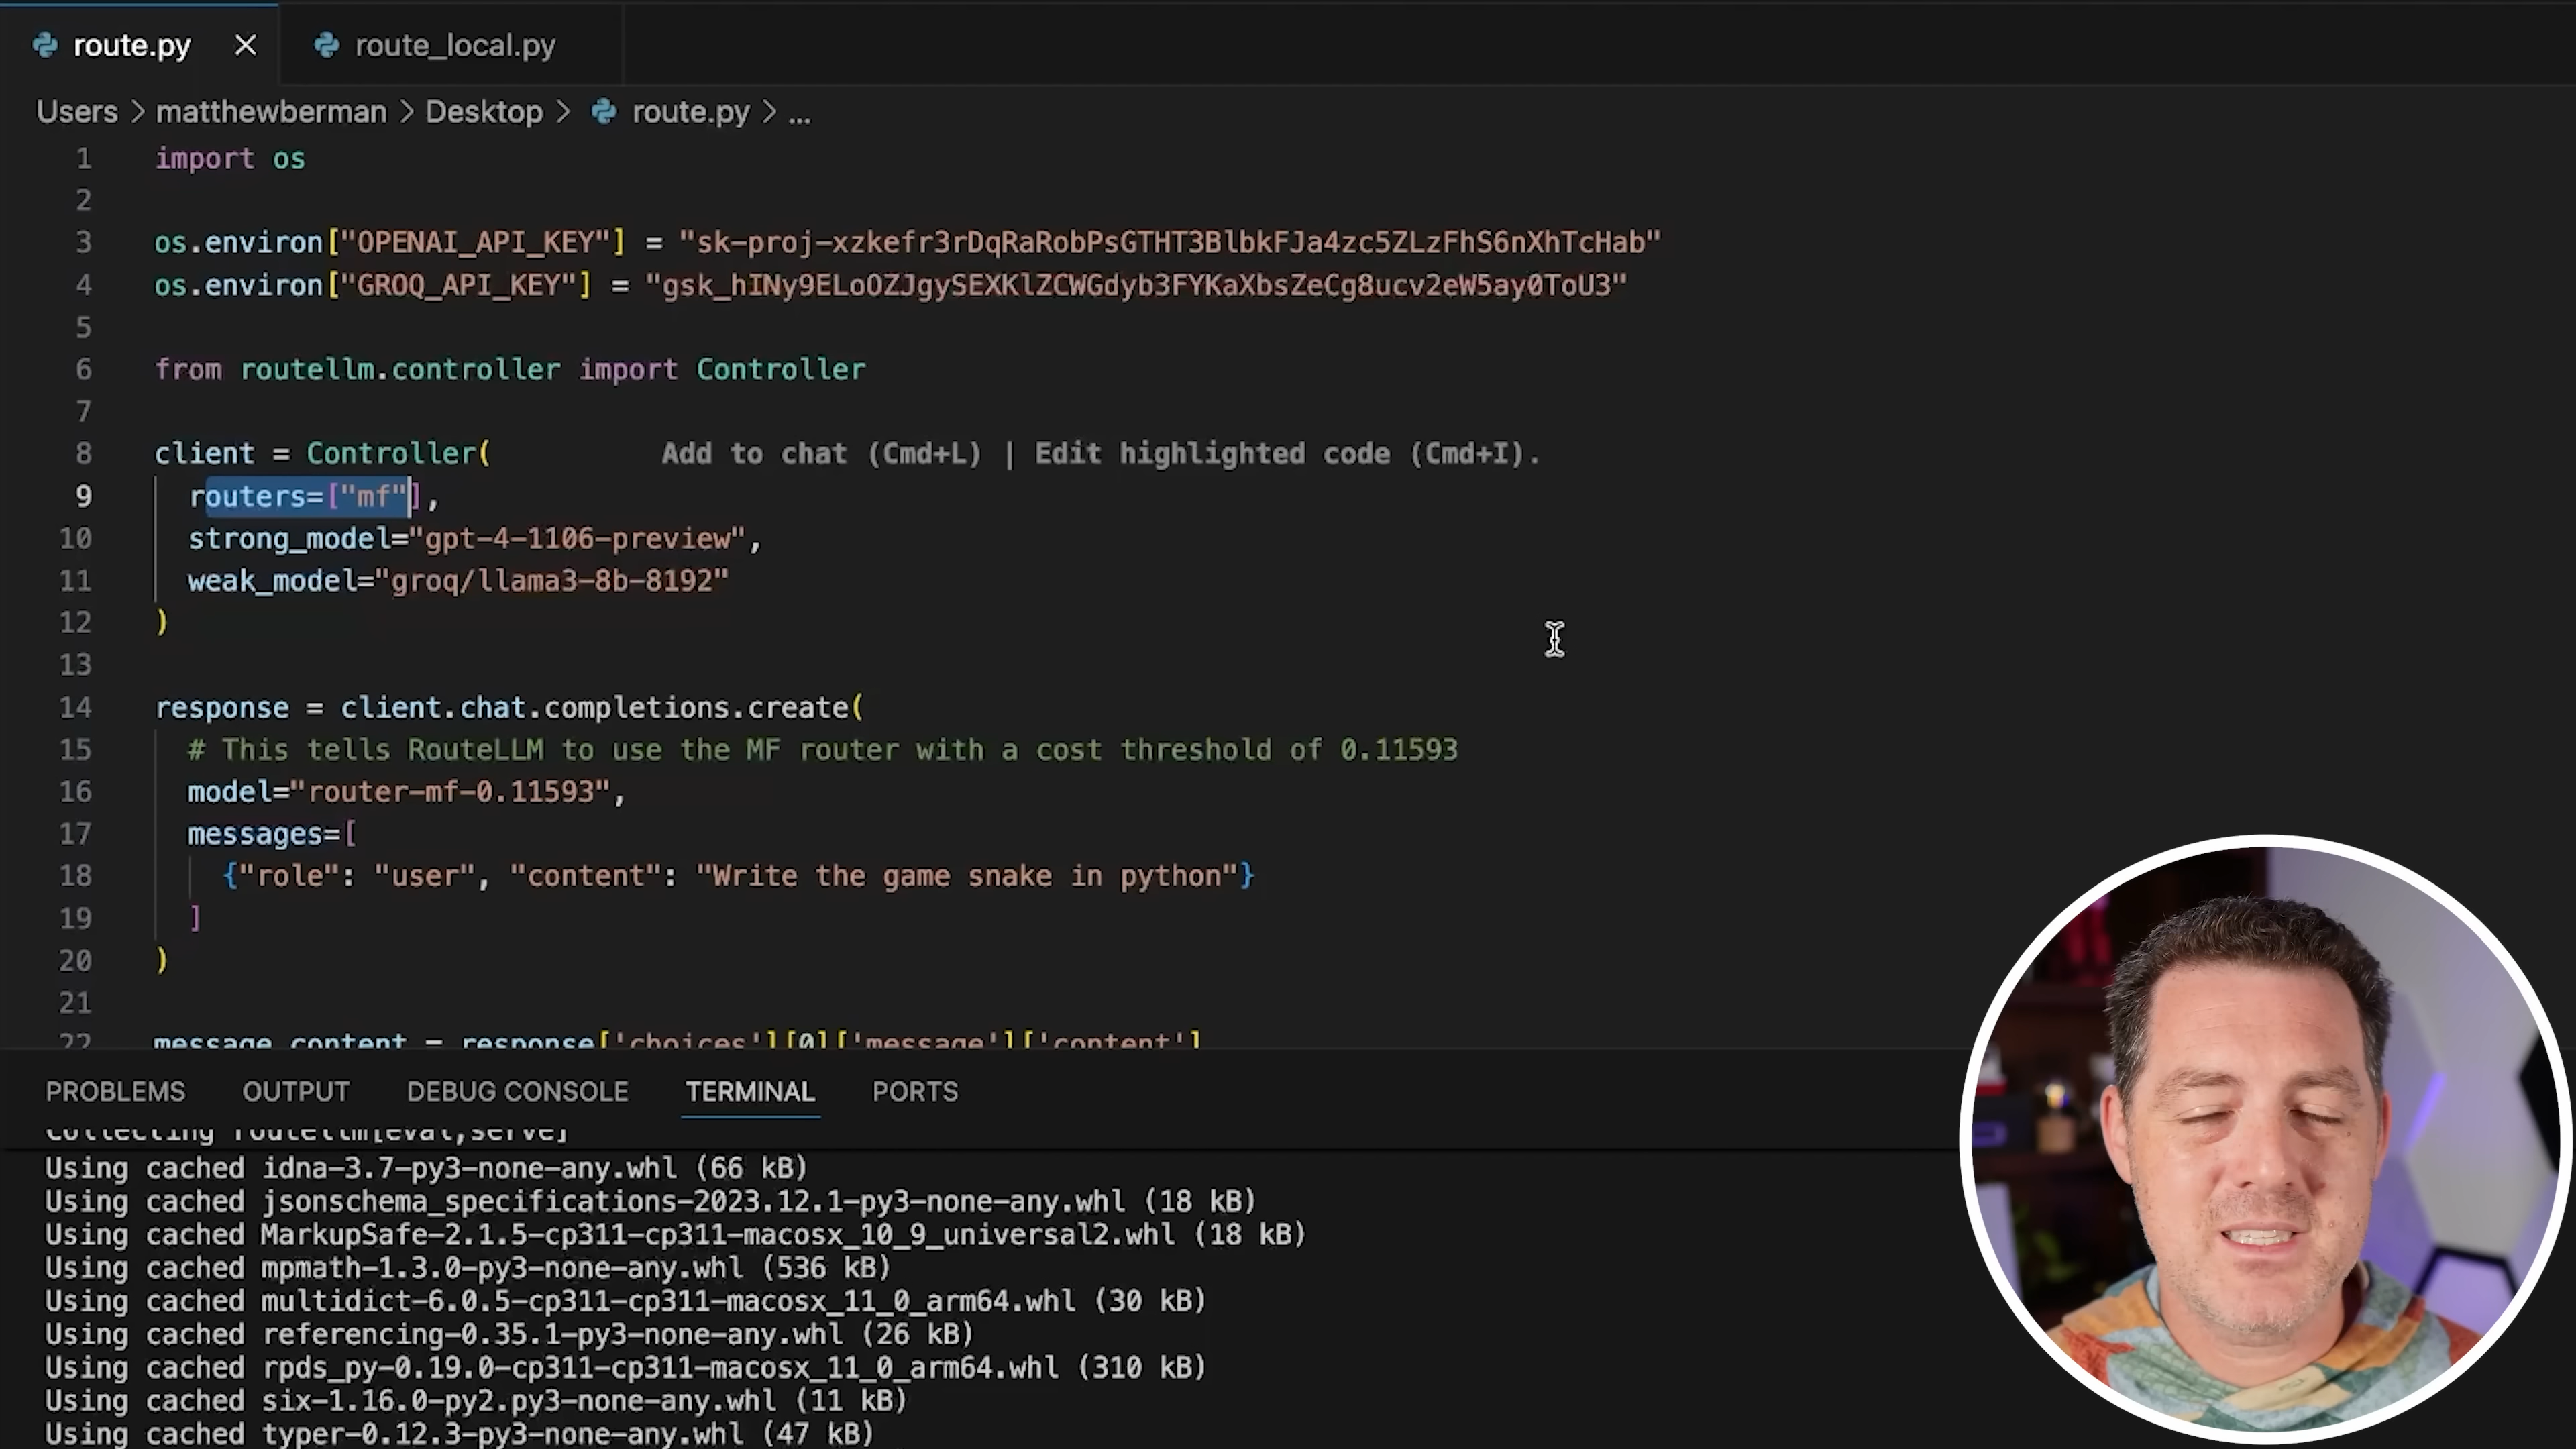 route.py
route_local.py
Users > matthewberman > Desktop > route.py > ...
1 import os
2
3 os.environ["OPENAI_API_KEY"] = "sk-proj-xzkefr3rDqRaRobPsGTHT3BlbkFJa4zc5ZLzFhS6nXhTcHab"
4 os.environ["GROQ_API_KEY"] = "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"
5
6 from routellm.controller import Controller
7
8 client = Controller( Add to chat (Cmd+L) | Edit highlighted code (Cmd+I).
9 routers=["mf"],
10 strong_model="gpt-4-1106-preview",
11 weak_model="groq/llama3-8b-8192"
12 )
13
14 response = client.chat.completions.create(
15 # This tells RouteLLM to use the MF router with a cost threshold of 0.11593
16 model="router-mf-0.11593",
17 messages=[
18 {"role": "user", "content": "Write the game snake in python"}
19 ]
20 )
21
22 message_content = response['choices'][0]['message']['content']
PROBLEMS OUTPUT DEBUG CONSOLE TERMINAL PORTS
Collecting routellm[eval,serve]
Using cached idna-3.7-py3-none-any.whl (66 kB)
Using cached jsonschema_specifications-2023.12.1-py3-none-any.whl (18 kB)
Using cached MarkupSafe-2.1.5-cp311-cp311-macosx_10_9_universal2.whl (18 kB)
Using cached mpmath-1.3.0-py3-none-any.whl (536 kB)
Using cached multidict-6.0.5-cp311-cp311-macosx_11_0_arm64.whl (30 kB)
Using cached referencing-0.35.1-py3-none-any.whl (26 kB)
Using cached rpds_py-0.19.0-cp311-cp311-macosx_11_0_arm64.whl (310 kB)
Using cached six-1.16.0-py2.py3-none-any.whl (11 kB)
Using cached typer-0.12.3-py3-none-any.whl (47 kB)